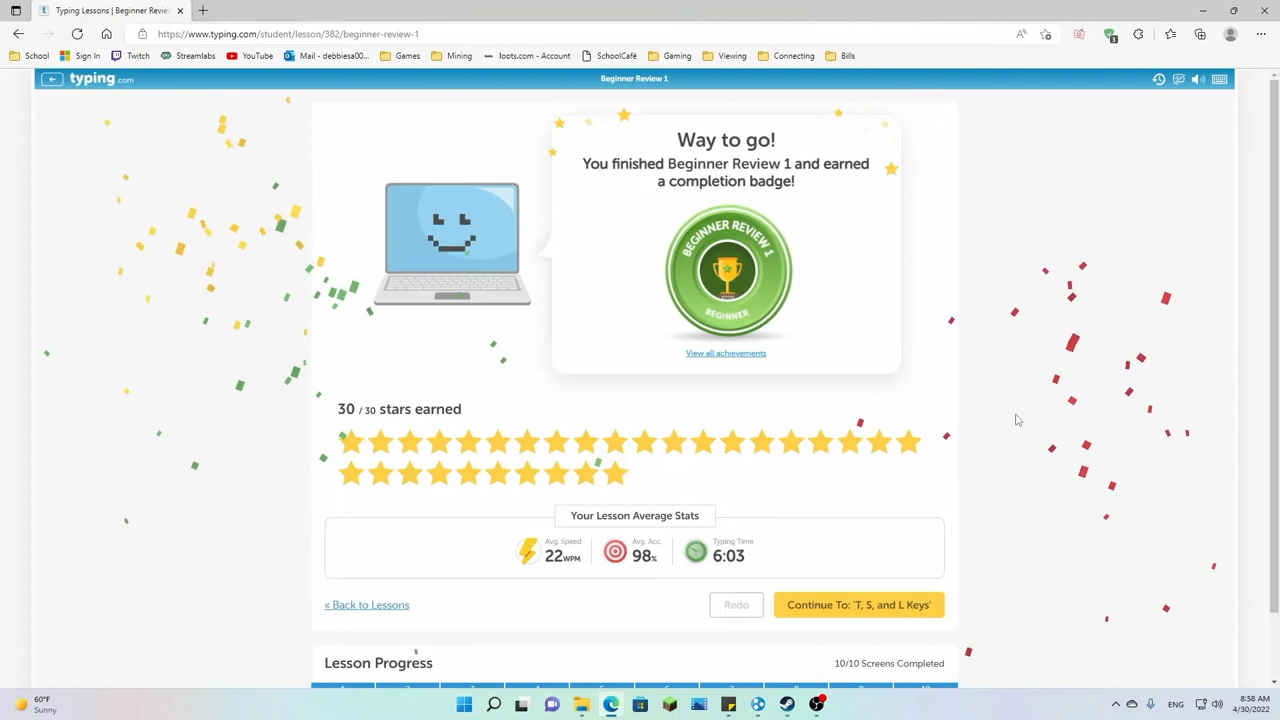 Typing Lessons | Beginner Revie
https://www.typing.com/student/lesson/382/beginner-review-1
3
School
Sign In
Twitch
Streamlabs
YouTube
Mail - debbiesa00...
Games
Mining
loots.com - Account
SchoolCafé
Gaming
Viewing
Connecting
Bills
typing.com
Beginner Review 1
Way to go!
You finished Beginner Review 1 and earned
a completion badge!
BEGINNER REVIEW 1
BEGINNER
View all achievements
30 / 30 stars earned
Your Lesson Average Stats
Avg. Speed
22WPM
Avg. Acc.
98%
Typing Time
6:03
« Back to Lessons
Redo
Continue To: 'T, S, and L Keys'
Lesson Progress
10/10 Screens Completed
60°F
Sunny
ENG
8:58 AM
4/30/2022